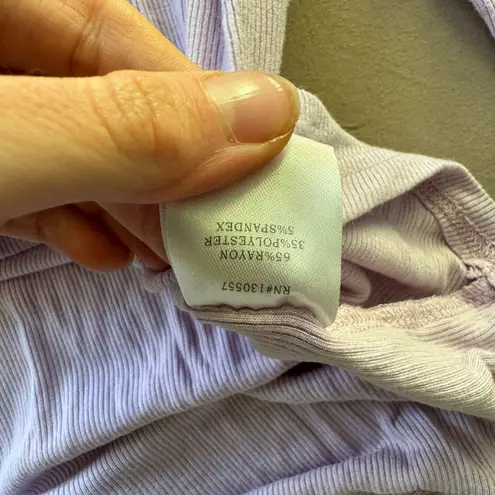 RN#130557
65%RAYON
35%POLYESTER
5%SPANDEX